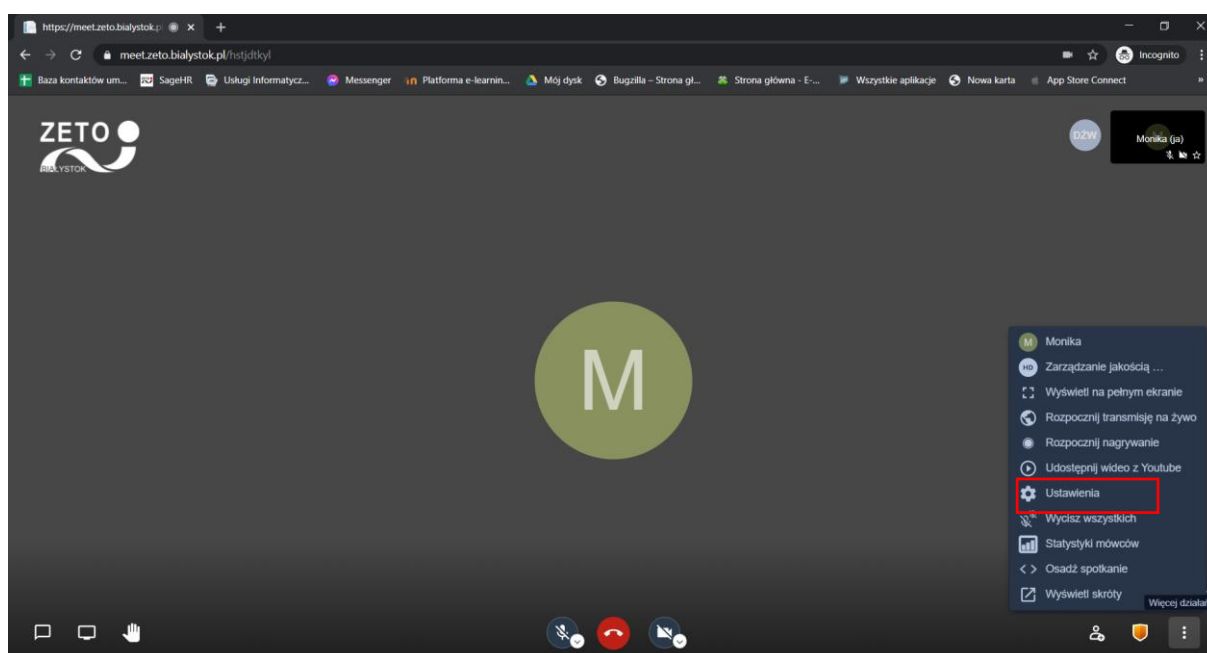 https://meet.zeto.bialystok.pl
meet.zeto.bialystok.pl/hstjdtkyl
Incognito
Baza kontaktów um... SageHR Usługi Informatycz... Messenger Platforma e-learnin... Mój dysk Bugzilla – Strona gł... Strona główna - E-... Wszystkie aplikacje Nowa karta App Store Connect
ZETO
BIAŁYSTOK
DŻW
Monika (ja)
M
M Monika
HD Zarządzanie jakością ...
Wyświetl na pełnym ekranie
Rozpocznij transmisję na żywo
Rozpocznij nagrywanie
Udostępnij wideo z Youtube
Ustawienia
Wycisz wszystkich
Statystyki mówców
Osadź spotkanie
Wyświetl skróty
Więcej działań